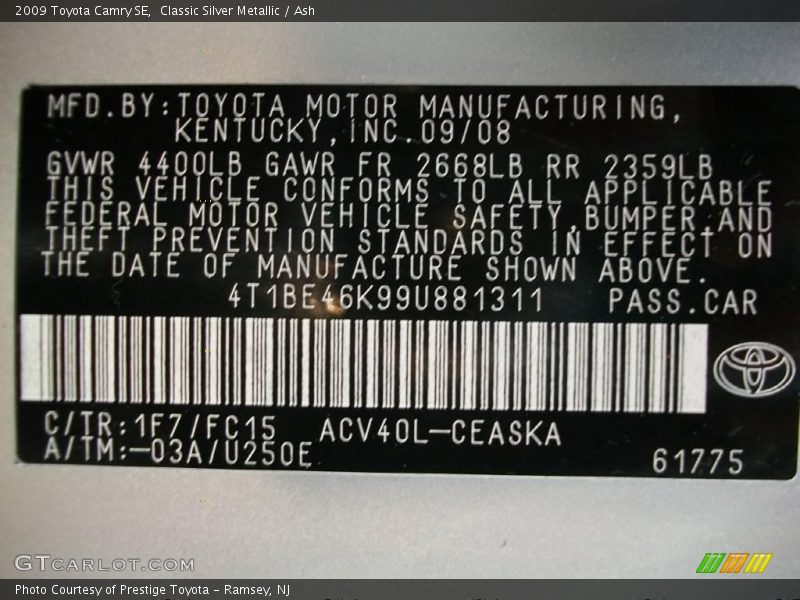 2009 Toyota Camry SE, Classic Silver Metallic / Ash
MFD.BY:TOYOTA MOTOR MANUFACTURING,
KENTUCKY,INC.09/08
GVWR 4400LB GAWR FR 2668LB RR 2359LB
THIS VEHICLE CONFORMS TO ALL APPLICABLE
FEDERAL MOTOR VEHICLE SAFETY,BUMPER,AND
THEFT PREVENTION STANDARDS IN EFFECT ON
THE DATE OF MANUFACTURE SHOWN ABOVE.
4T1BE46K99U881311 PASS.CAR
C/TR:1F7/FC15 ACV40L-CEASKA
A/TM:-03A/U250E 61775
GTCARLOT.COM
Photo Courtesy of Prestige Toyota - Ramsey, NJ